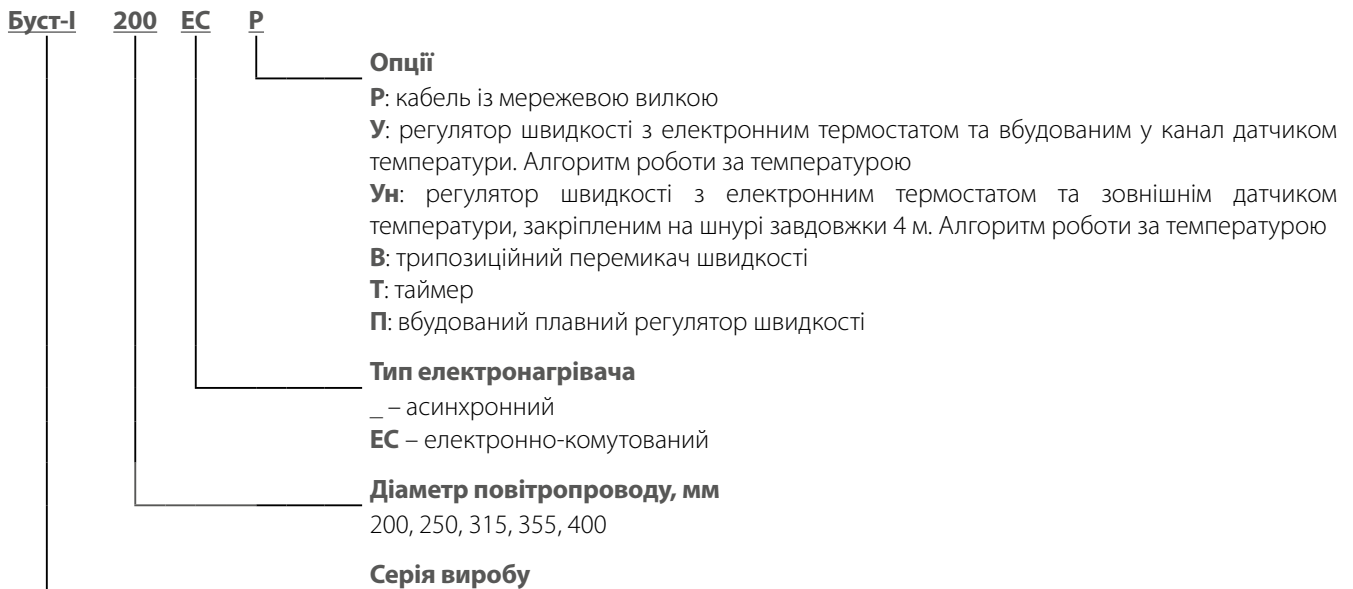 Буст-I 200 ЕС Р
Опції
Р: кабель із мережевою вилкою
У: регулятор швидкості з електронним термостатом та вбудованим у канал датчиком
температури. Алгоритм роботи за температурою
Ун: регулятор швидкості з електронним термостатом та зовнішнім датчиком
температури, закріпленим на шнурі завдовжки 4 м. Алгоритм роботи за температурою
В: трипозиційний перемикач швидкості
Т: таймер
П: вбудований плавний регулятор швидкості
Тип електронагрівача
_ – асинхронний
ЕС – електронно-комутований
Діаметр повітропроводу, мм
200, 250, 315, 355, 400
Серія виробу